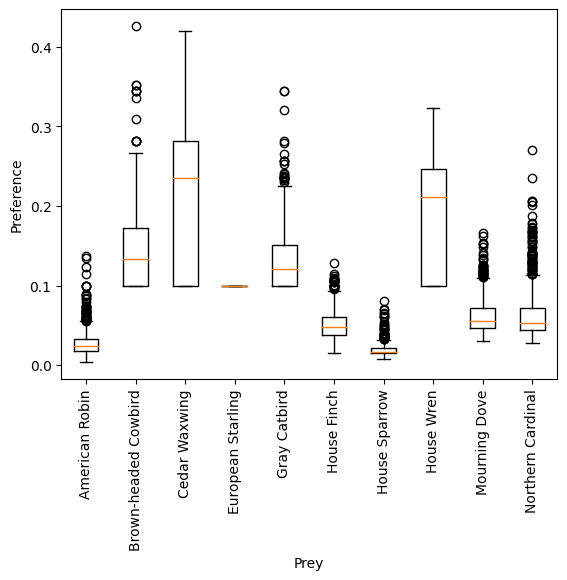 0.4
0.3
0.2
0.1
0.0
Preference
American Robin
Brown-headed Cowbird
Cedar Waxwing
European Starling
Gray Catbird
House Finch
House Sparrow
House Wren
Mourning Dove
Northern Cardinal
Prey